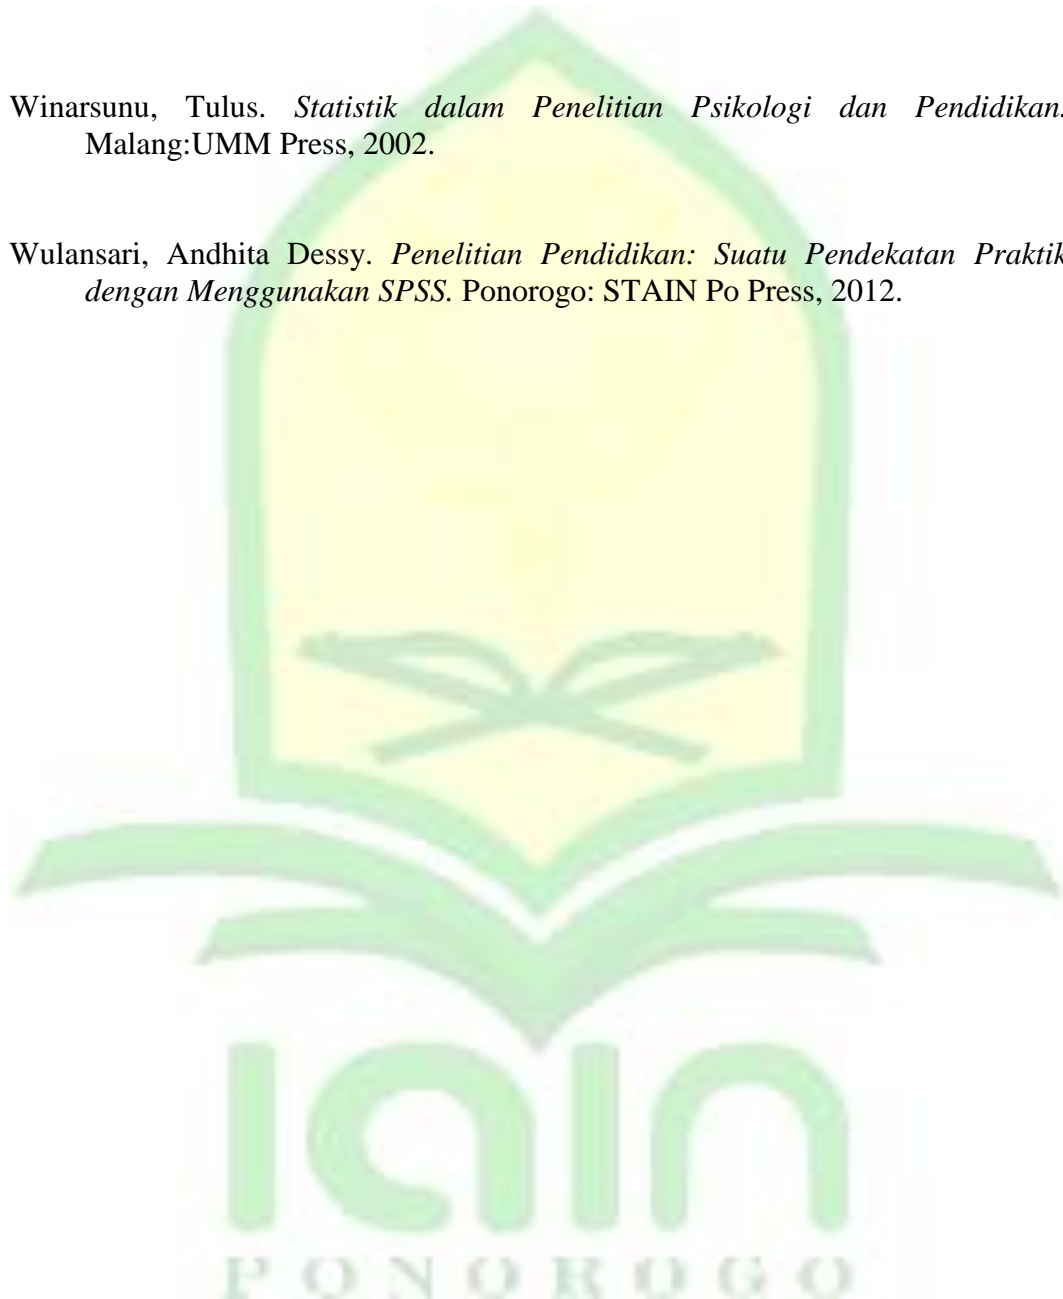 Winarsunu, Tulus. Statistik dalam Penelitian Psikologi dan Pendidikan.
Malang:UMM Press, 2002.
Wulansari, Andhita Dessy. Penelitian Pendidikan: Suatu Pendekatan Praktik
dengan Menggunakan SPSS. Ponorogo: STAIN Po Press, 2012.
iain
PONOROGO